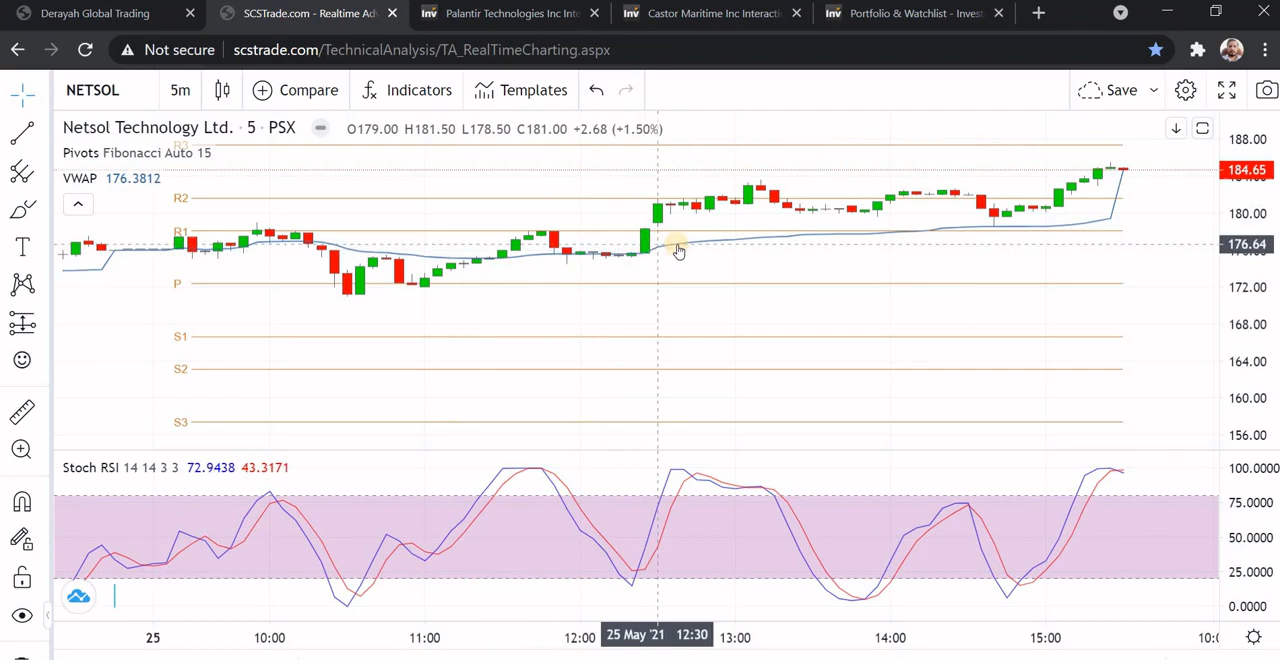 Derayah Global Trading
SCSTrade.com - Realtime Adv
Palantir Technologies Inc Inte
Castor Maritime Inc Interacti
Portfolio & Watchlist - Invest
Not secure
scstrade.com/TechnicalAnalysis/TA_RealTimeCharting.aspx
NETSOL
5m
Compare
Indicators
Templates
Save
Netsol Technology Ltd. · 5 · PSX
O179.00 H181.50 L178.50 C181.00 +2.68 (+1.50%)
Pivots Fibonacci Auto 15
VWAP 176.3812
R3
R2
R1
P
S1
S2
S3
188.00
184.65
180.00
176.64
172.00
168.00
164.00
160.00
156.00
Stoch RSI 14 14 3 3 72.9438 43.3171
100.0000
75.0000
50.0000
25.0000
0.0000
25
10:00
11:00
12:00
25 May '21 12:30
13:00
14:00
15:00